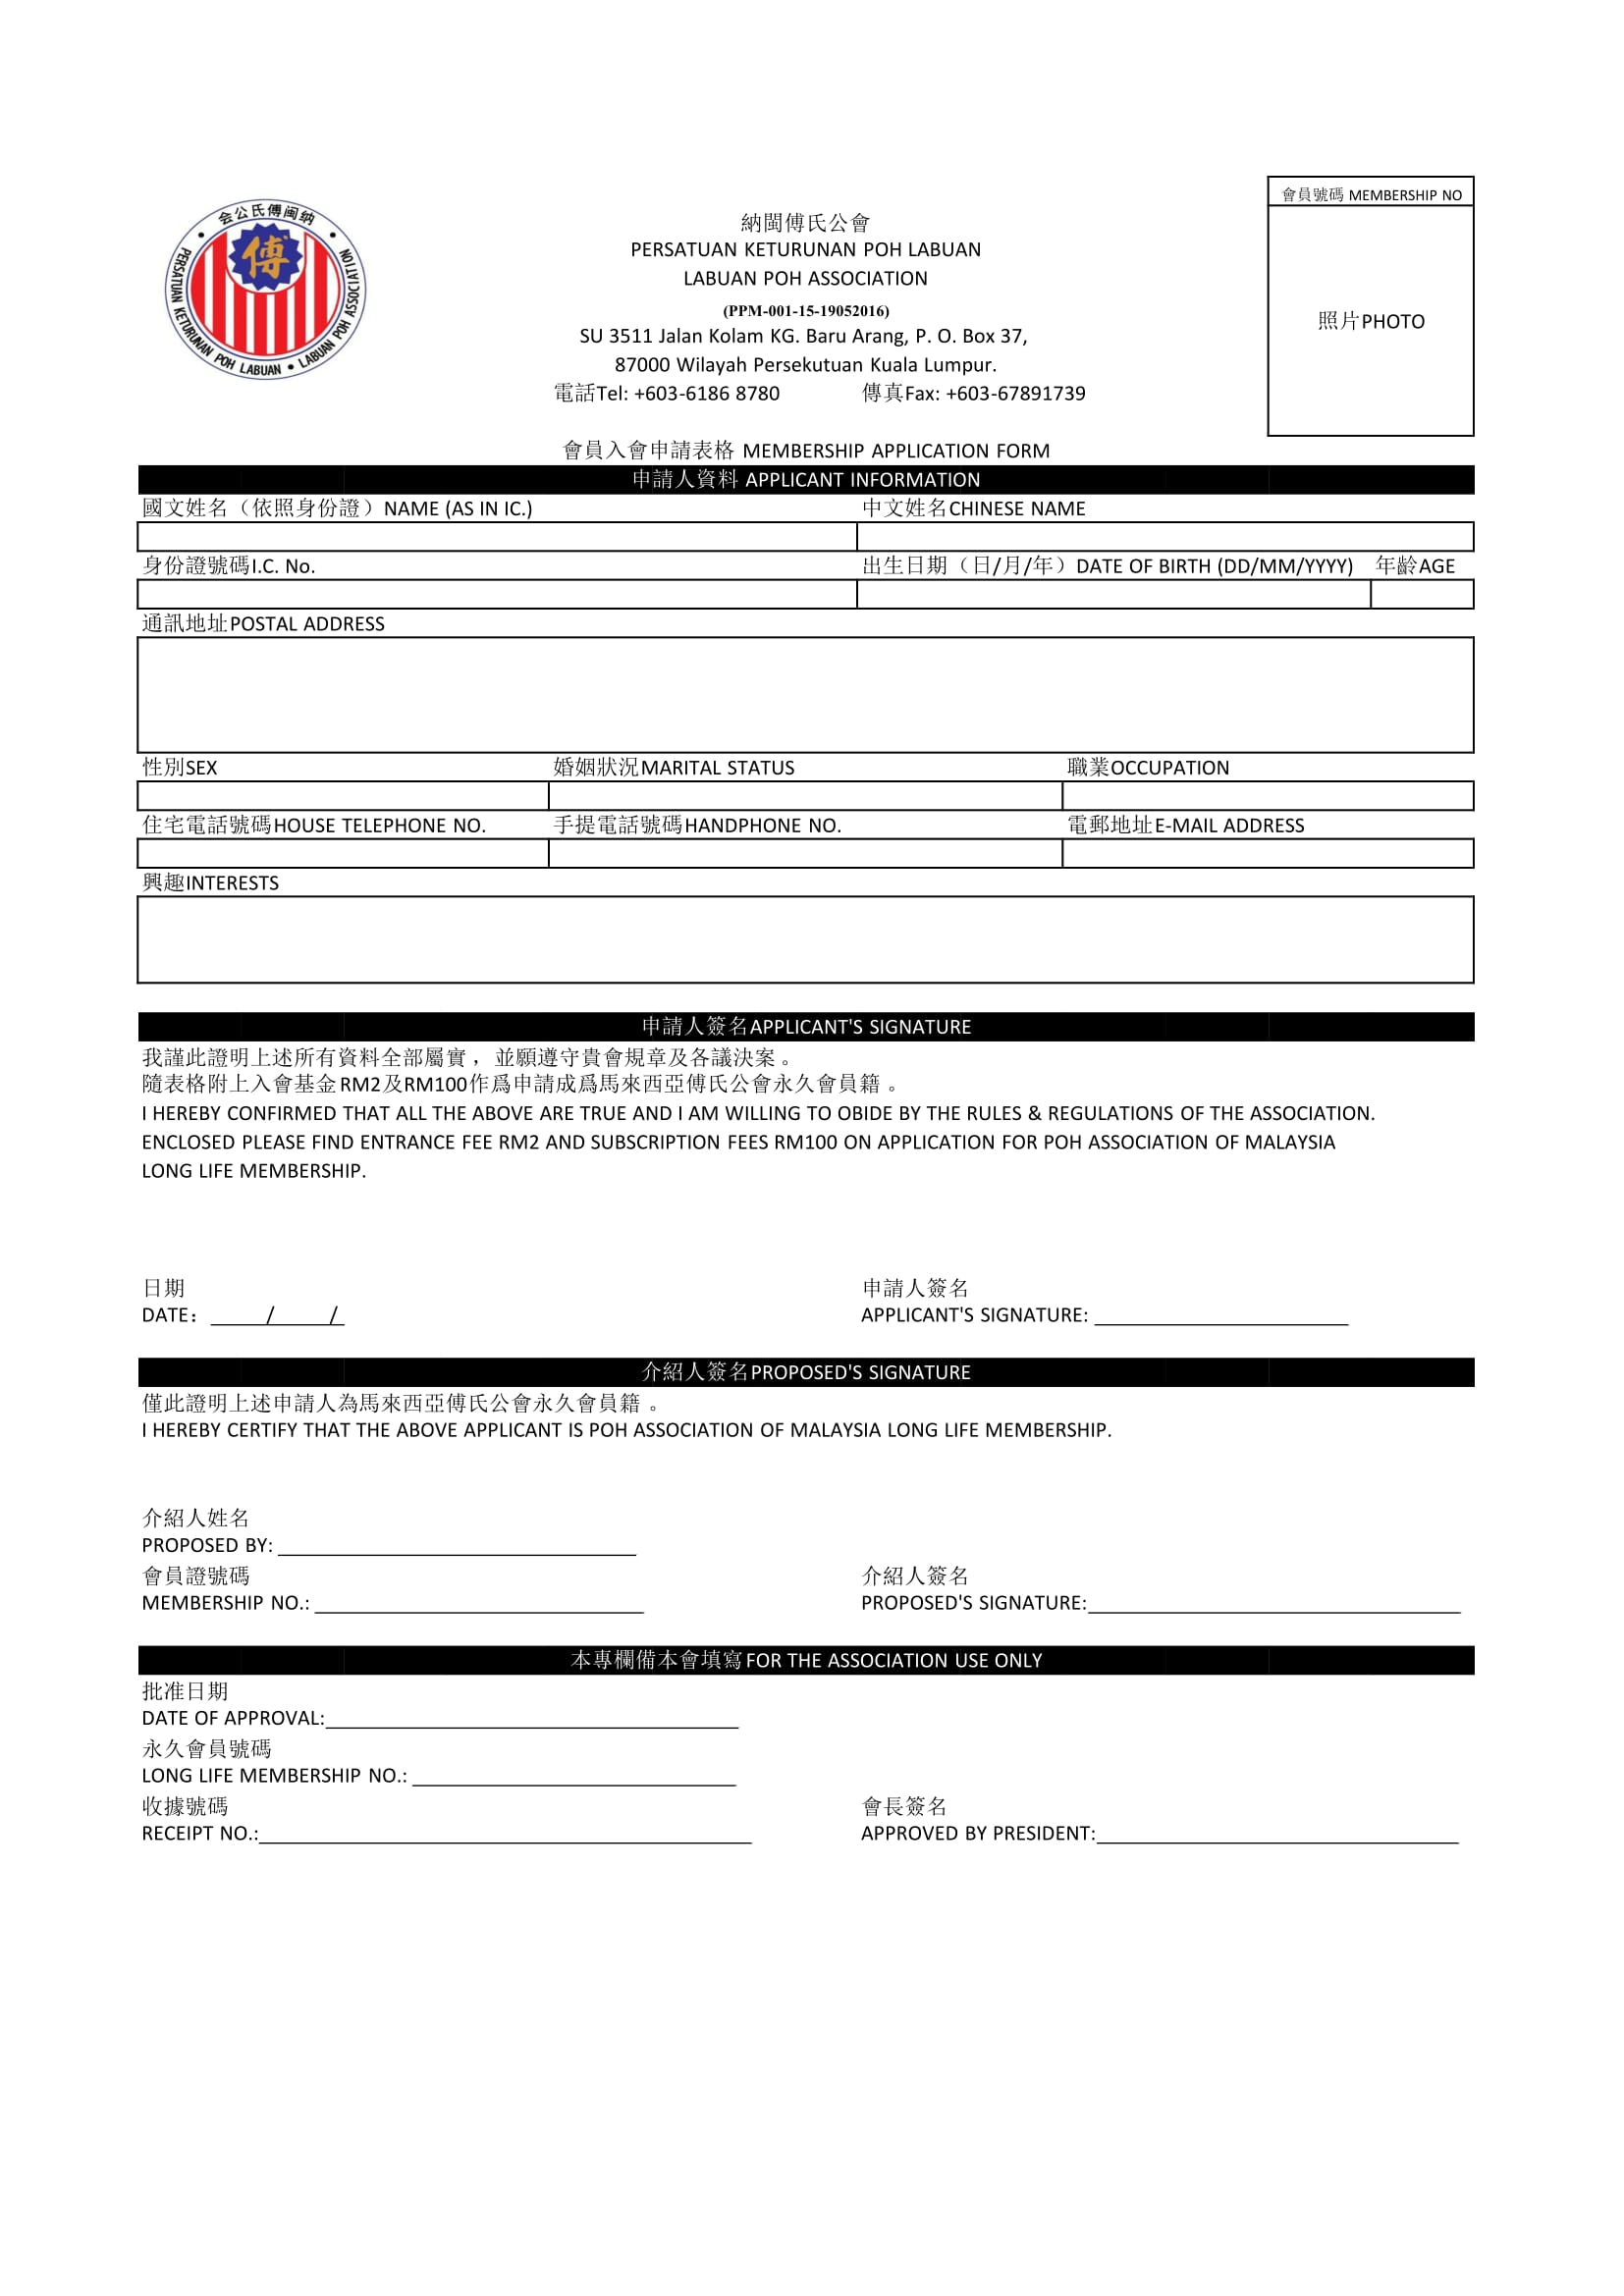 会公氏傅闽纳
傅
PERSATUAN KETURUNAN POH LABUAN • LABUAN POH ASSOCIATION
會員號碼 MEMBERSHIP NO
照片PHOTO
納閩傅氏公會
PERSATUAN KETURUNAN POH LABUAN
LABUAN POH ASSOCIATION
(PPM-001-15-19052016)
SU 3511 Jalan Kolam KG. Baru Arang, P. O. Box 37,
87000 Wilayah Persekutuan Kuala Lumpur.
電話Tel: +603-6186 8780 傳真Fax: +603-67891739
會員入會申請表格 MEMBERSHIP APPLICATION FORM
申請人資料 APPLICANT INFORMATION
國文姓名（依照身份證）NAME (AS IN IC.) 中文姓名CHINESE NAME
身份證號碼I.C. No. 出生日期（日/月/年）DATE OF BIRTH (DD/MM/YYYY) 年齡AGE
通訊地址POSTAL ADDRESS
性別SEX 婚姻狀況MARITAL STATUS 職業OCCUPATION
住宅電話號碼HOUSE TELEPHONE NO. 手提電話號碼HANDPHONE NO. 電郵地址E-MAIL ADDRESS
興趣INTERESTS
申請人簽名APPLICANT'S SIGNATURE
我謹此證明上述所有資料全部屬實，並願遵守貴會規章及各議決案。
隨表格附上入會基金RM2及RM100作爲申請成爲馬來西亞傅氏公會永久會員籍。
I HEREBY CONFIRMED THAT ALL THE ABOVE ARE TRUE AND I AM WILLING TO OBIDE BY THE RULES & REGULATIONS OF THE ASSOCIATION.
ENCLOSED PLEASE FIND ENTRANCE FEE RM2 AND SUBSCRIPTION FEES RM100 ON APPLICATION FOR POH ASSOCIATION OF MALAYSIA
LONG LIFE MEMBERSHIP.
日期 申請人簽名
DATE: _____/_____/ APPLICANT'S SIGNATURE: ____________________
介紹人簽名PROPOSED'S SIGNATURE
僅此證明上述申請人為馬來西亞傅氏公會永久會員籍。
I HEREBY CERTIFY THAT THE ABOVE APPLICANT IS POH ASSOCIATION OF MALAYSIA LONG LIFE MEMBERSHIP.
介紹人姓名
PROPOSED BY: ____________________
會員證號碼 介紹人簽名
MEMBERSHIP NO.: ____________________ PROPOSED'S SIGNATURE: ____________________
本專欄備本會填寫FOR THE ASSOCIATION USE ONLY
批准日期
DATE OF APPROVAL: ____________________
永久會員號碼
LONG LIFE MEMBERSHIP NO.: ____________________
收據號碼 會長簽名
RECEIPT NO.: ____________________ APPROVED BY PRESIDENT: ____________________